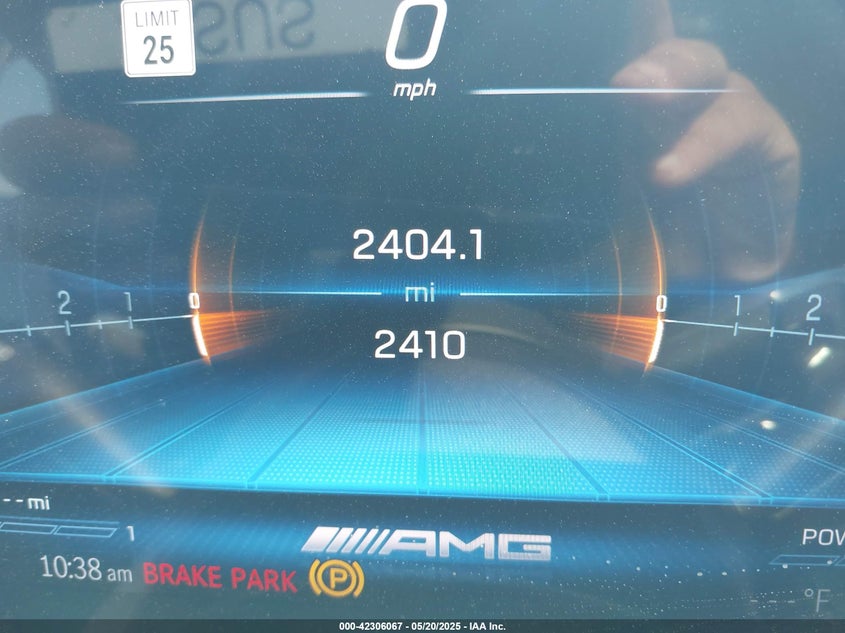 LIMIT
25
0
mph
2404.1
mi
2 1 0 0 1 2
2410
-- mi
1
AMG
POW
10:38 am BRAKE PARK P
---°F
000-42306067 - 05/20/2025 - IAA Inc.